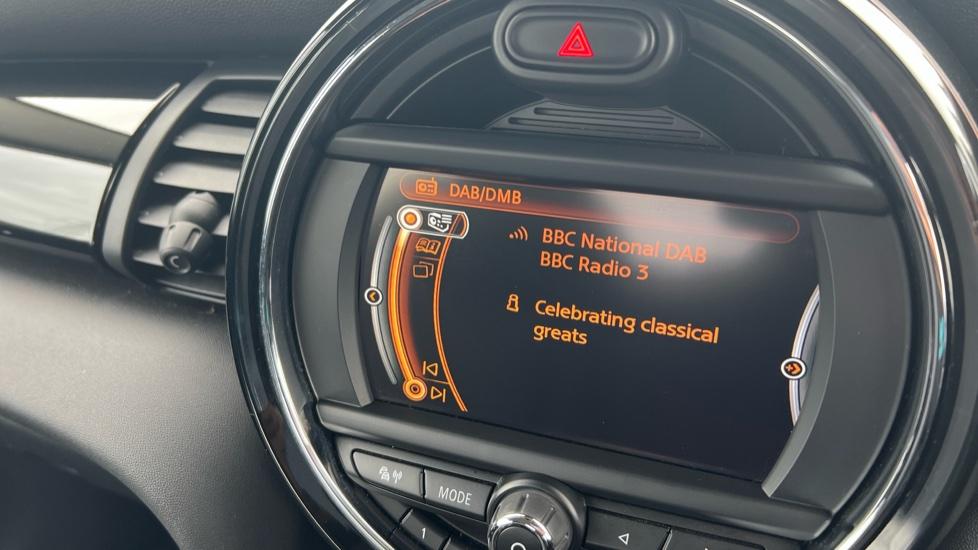 DAB/DMB
BBC National DAB
BBC Radio 3
Celebrating classical
greats
MODE
1